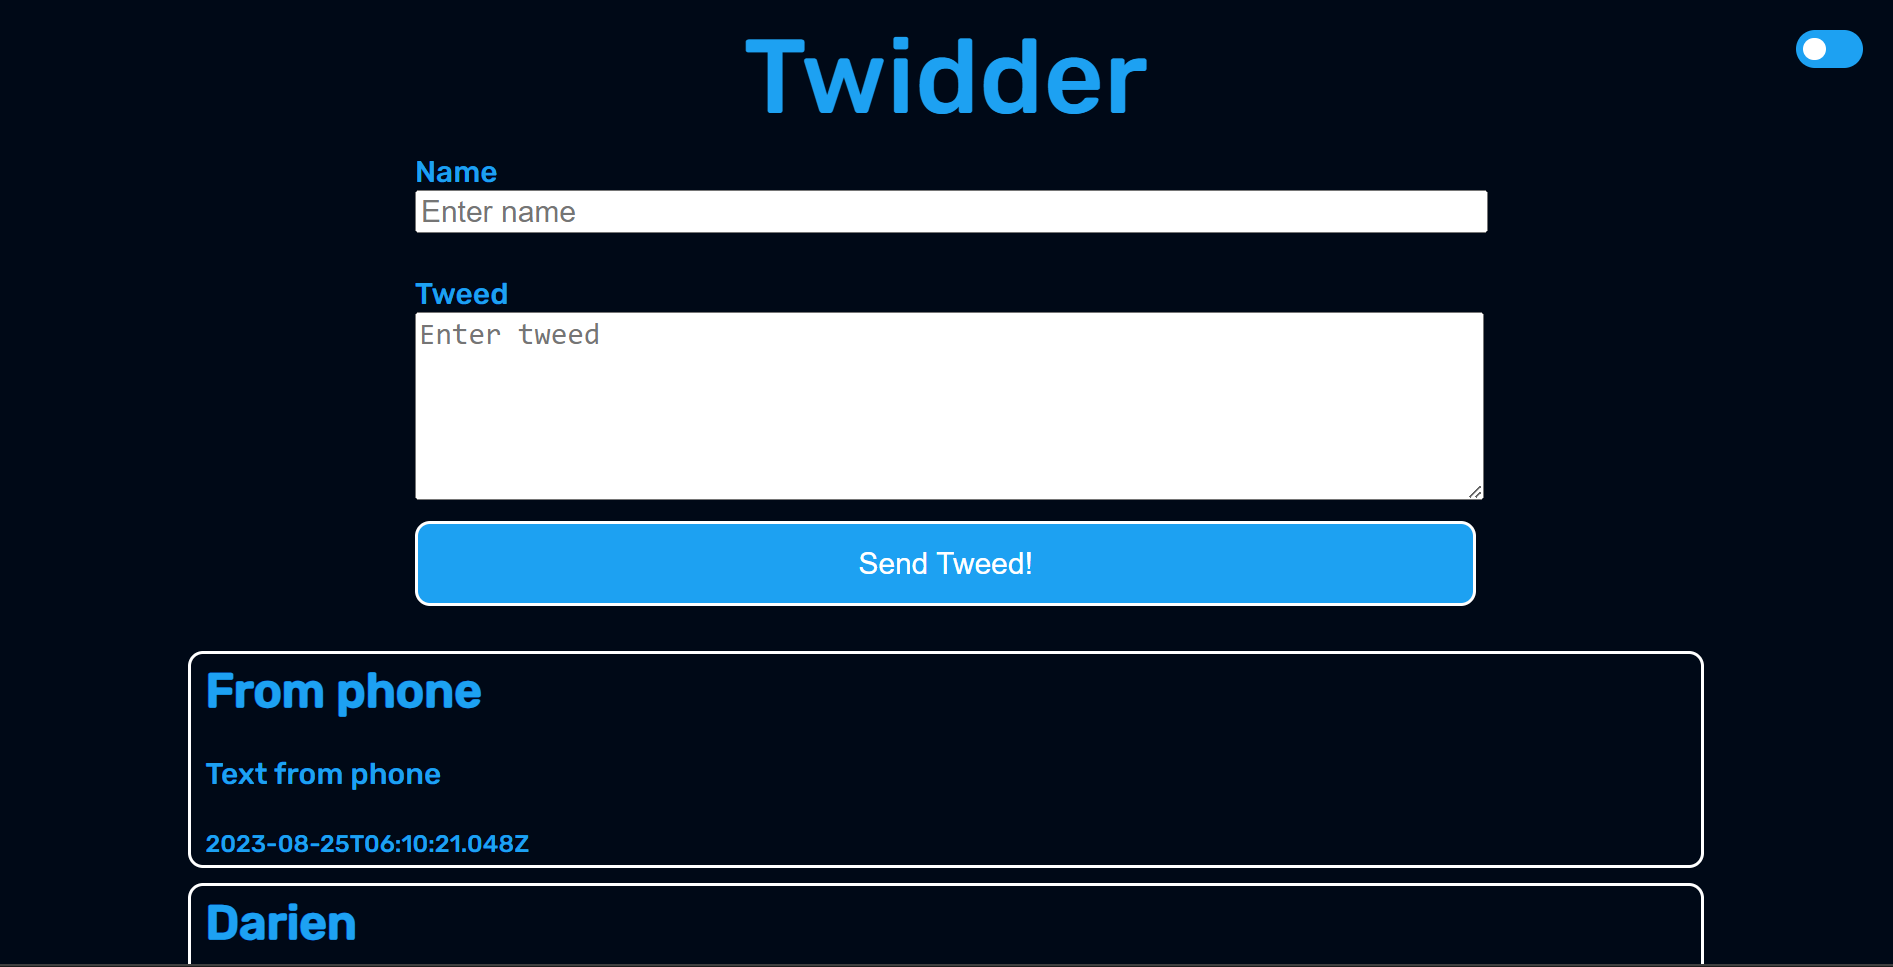 Twidder
Name
Enter name
Tweed
Enter tweed
Send Tweed!
From phone
Text from phone
2023-08-25T06:10:21.048Z
Darien